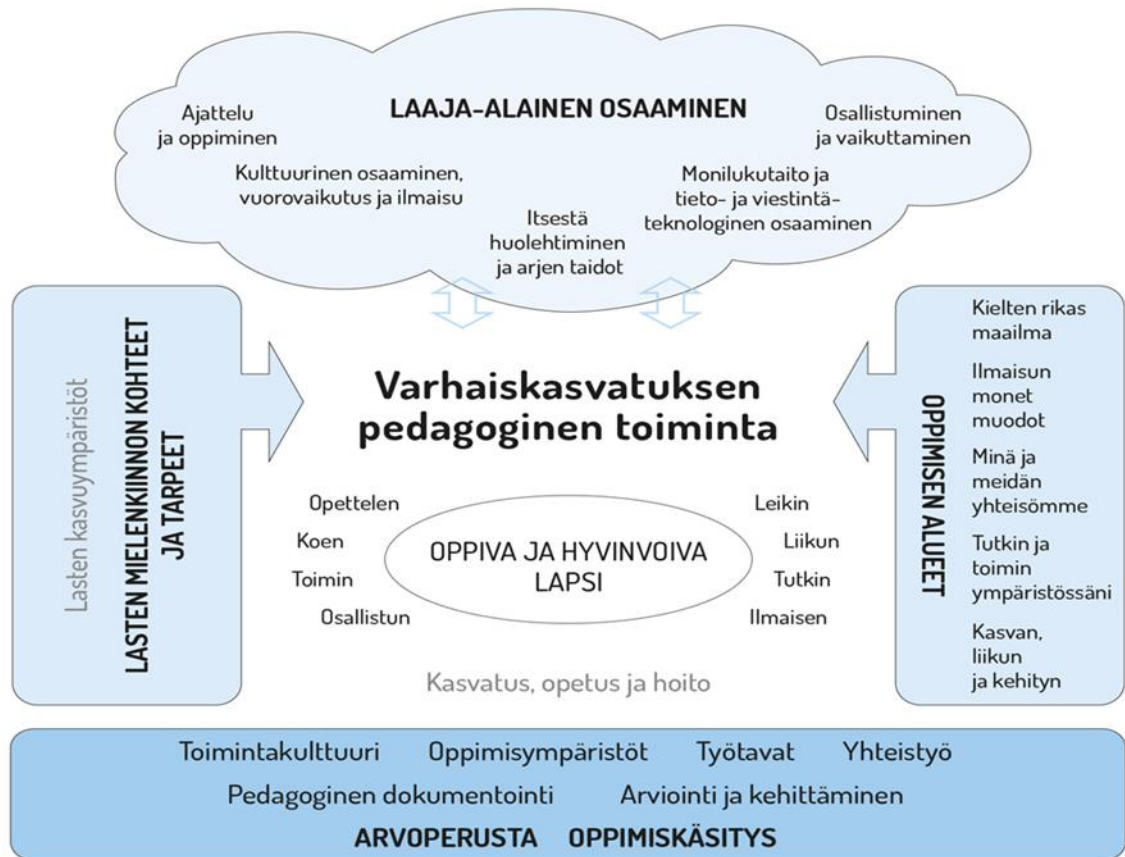 LAAJA-ALAINEN OSAAMINEN
Ajattelu
ja oppiminen
Kulttuurinen osaaminen,
vuorovaikutus ja ilmaisu
Itsestä
huolehtiminen
ja arjen taidot
Monilukutaito ja
tieto- ja viestintä-
teknologinen osaaminen
Osallistuminen
ja vaikuttaminen
Lasten kasvuympäristöt
LASTEN MIELENKIINNON KOHTEET
JA TARPEET
Varhaiskasvatuksen
pedagoginen toiminta
Opettelen
Koen
Toimin
Osallistun
OPPIVA JA HYVINVOIVA
LAPSI
Leikin
Liikun
Tutkin
Ilmaisen
Kasvatus, opetus ja hoito
OPPIMISEN ALUEET
Kielten rikas
maailma
Ilmaisun
monet
muodot
Minä ja
meidän
yhteisömme
Tutkin ja
toimin
ympäristössäni
Kasvan,
liikun
ja kehityn
Toimintakulttuuri Oppimisympäristöt Työtavat Yhteistyö
Pedagoginen dokumentointi Arviointi ja kehittäminen
ARVOPERUSTA OPPIMISKÄSITYS